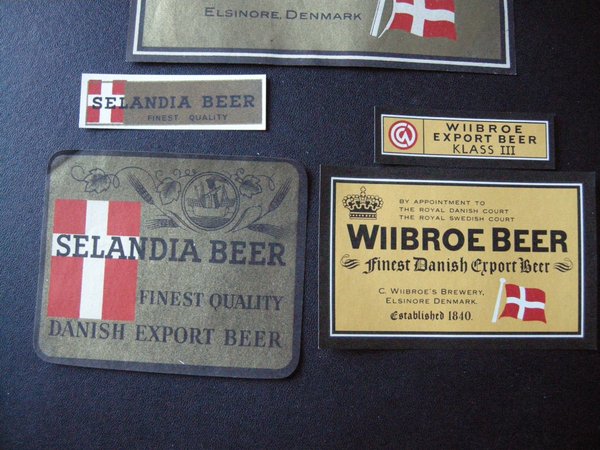 ELSINORE, DENMARK
SELANDIA BEER
FINEST QUALITY
WIIBROE
EXPORT BEER
KLASS III
SELANDIA BEER
FINEST QUALITY
DANISH EXPORT BEER
BY APPOINTMENT TO
THE ROYAL DANISH COURT
THE ROYAL SWEDISH COURT
WIIBROE BEER
Finest Danish Export Beer
C. WIIBROE'S BREWERY,
ELSINORE DENMARK.
Established 1840.